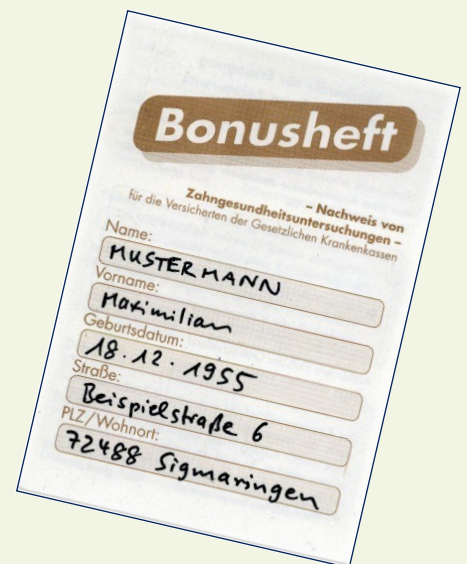 Bonusheft
– Nachweis von
Zahngesundheitsuntersuchungen –
für die Versicherten der Gesetzlichen Krankenkassen
Name:
MUSTERMANN
Vorname:
Maximilian
Geburtsdatum:
18.12.1955
Straße:
Beispielstraße 6
PLZ/Wohnort:
72488 Sigmaringen